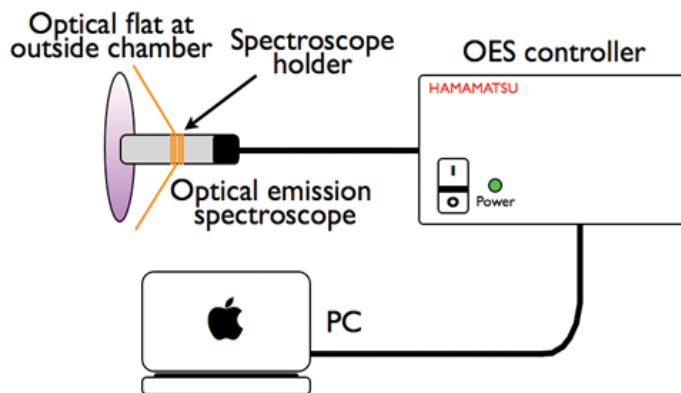 Optical flat at
outside chamber
Spectroscope
holder
OES controller
HAMAMATSU
I
O
Power
Optical emission
spectroscope
PC